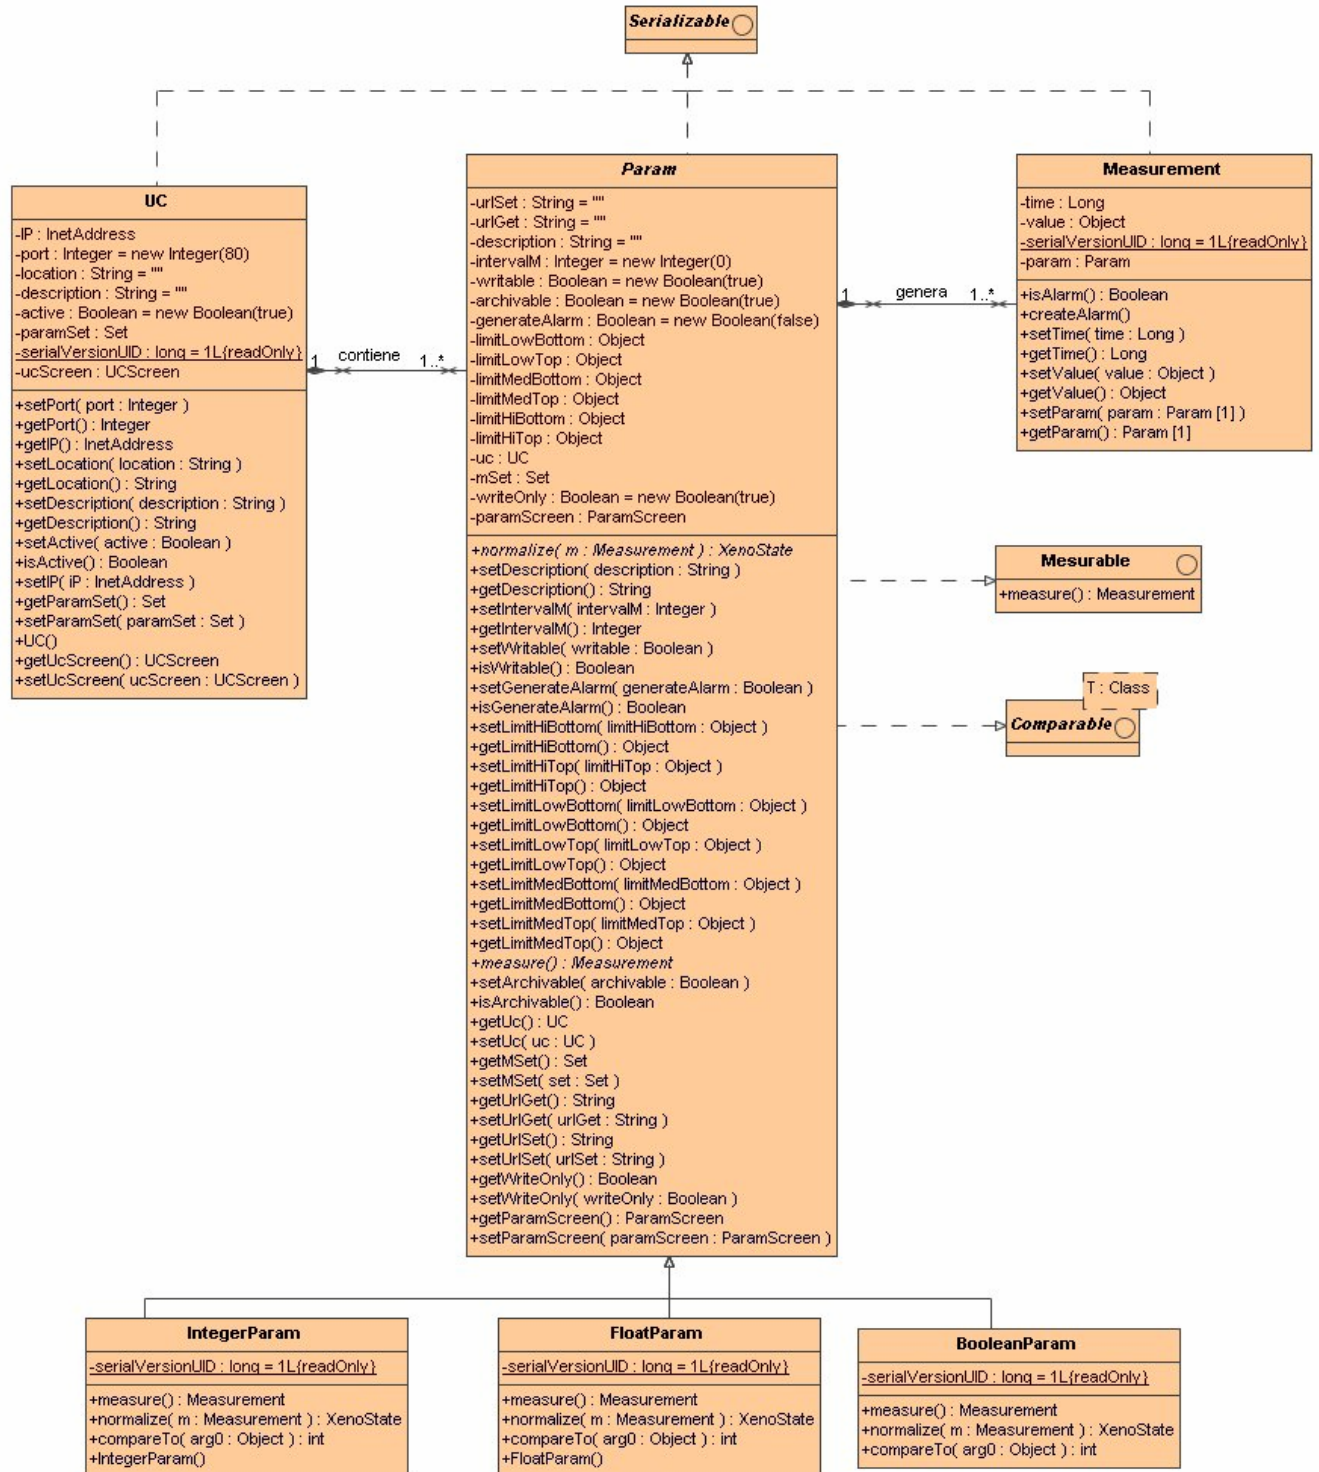 Serializable
UC
-IP : InetAddress
-port : Integer = new Integer(80)
-location : String = ""
-description : String = ""
-active : Boolean = new Boolean(true)
-paramSet : Set
-serialVersionUID : long = 1L{readOnly}
-ucScreen : UCScreen
+setPort( port : Integer )
+getPort() : Integer
+getIP() : InetAddress
+setLocation( location : String )
+getLocation() : String
+setDescription( description : String )
+getDescription() : String
+setActive( active : Boolean )
+isActive() : Boolean
+setIP( iP : InetAddress )
+getParamSet() : Set
+setParamSet( paramSet : Set )
+UC()
+getUcScreen() : UCScreen
+setUcScreen( ucScreen : UCScreen )
1 contiene 1..*
Param
-urlSet : String = ""
-urlGet : String = ""
-description : String = ""
-intervalM : Integer = new Integer(0)
-writable : Boolean = new Boolean(true)
-archivable : Boolean = new Boolean(true)
-generateAlarm : Boolean = new Boolean(false)
-limitLowBottom : Object
-limitLowTop : Object
-limitMedBottom : Object
-limitMedTop : Object
-limitHiBottom : Object
-limitHiTop : Object
-uc : UC
-mSet : Set
-writeOnly : Boolean = new Boolean(true)
-paramScreen : ParamScreen
+normalize( m : Measurement ) : XenoState
+setDescription( description : String )
+getDescription() : String
+setIntervalM( intervalM : Integer )
+getIntervalM() : Integer
+setWritable( writable : Boolean )
+isWritable() : Boolean
+setGenerateAlarm( generateAlarm : Boolean )
+isGenerateAlarm() : Boolean
+setLimitHiBottom( limitHiBottom : Object )
+getLimitHiBottom() : Object
+setLimitHiTop( limitHiTop : Object )
+getLimitHiTop() : Object
+setLimitLowBottom( limitLowBottom : Object )
+getLimitLowBottom() : Object
+setLimitLowTop( limitLowTop : Object )
+getLimitLowTop() : Object
+setLimitMedBottom( limitMedBottom : Object )
+getLimitMedBottom() : Object
+setLimitMedTop( limitMedTop : Object )
+getLimitMedTop() : Object
+measure() : Measurement
+setArchivable( archivable : Boolean )
+isArchivable() : Boolean
+getUc() : UC
+setUc( uc : UC )
+getMSet() : Set
+setMSet( set : Set )
+getUrlGet() : String
+setUrlGet( urlGet : String )
+getUrlSet() : String
+setUrlSet( urlSet : String )
+getWriteOnly() : Boolean
+setWriteOnly( writeOnly : Boolean )
+getParamScreen() : ParamScreen
+setParamScreen( paramScreen : ParamScreen )
1 genera 1..*
Measurement
-time : Long
-value : Object
-serialVersionUID : long = 1L{readOnly}
-param : Param
+isAlarm() : Boolean
+createAlarm()
+setTime( time : Long )
+getTime() : Long
+setValue( value : Object )
+getValue() : Object
+setParam( param : Param [1] )
+getParam() : Param [1]
Mesurable
+measure() : Measurement
T : Class
Comparable
IntegerParam
-serialVersionUID : long = 1L{readOnly}
+measure() : Measurement
+normalize( m : Measurement ) : XenoState
+compareTo( arg0 : Object ) : int
+IntegerParam()
FloatParam
-serialVersionUID : long = 1L{readOnly}
+measure() : Measurement
+normalize( m : Measurement ) : XenoState
+compareTo( arg0 : Object ) : int
+FloatParam()
BooleanParam
-serialVersionUID : long = 1L{readOnly}
+measure() : Measurement
+normalize( m : Measurement ) : XenoState
+compareTo( arg0 : Object ) : int